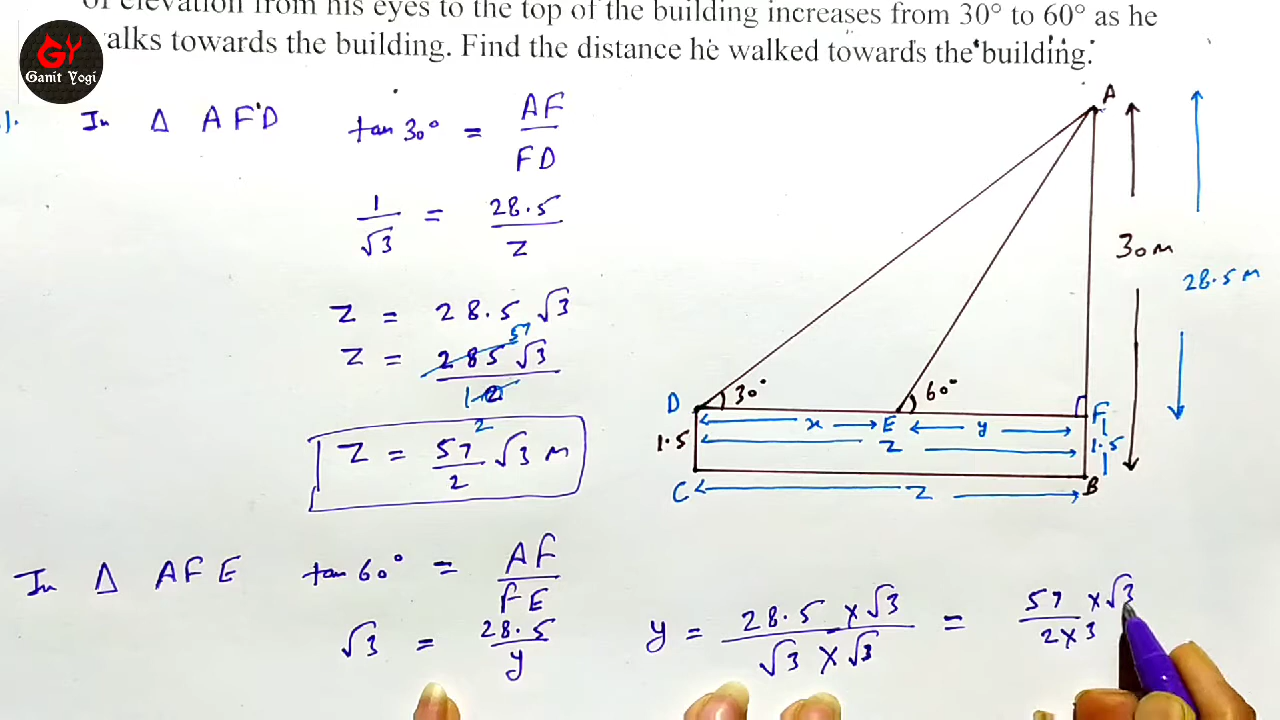 of elevation from his eyes to the top of the building increases from 30° to 60° as he
walks towards the building. Find the distance he walked towards the building.
GY
Ganit Yogi
In Δ AFD tan 30° = AF / FD
1/√3 = 28.5/z
z = 28.5 √3
z = 285 √3 / 10 57 2
z = 57/2 √3 m
In Δ AFE tan 60° = AF / FE
√3 = 28.5/y
y = 28.5 × √3 / √3 × √3 = 57 × √3 / 2 × 3
A
30m
28.5 m
D 30° E 60° F
x y
1.5 z 1.5
C z B